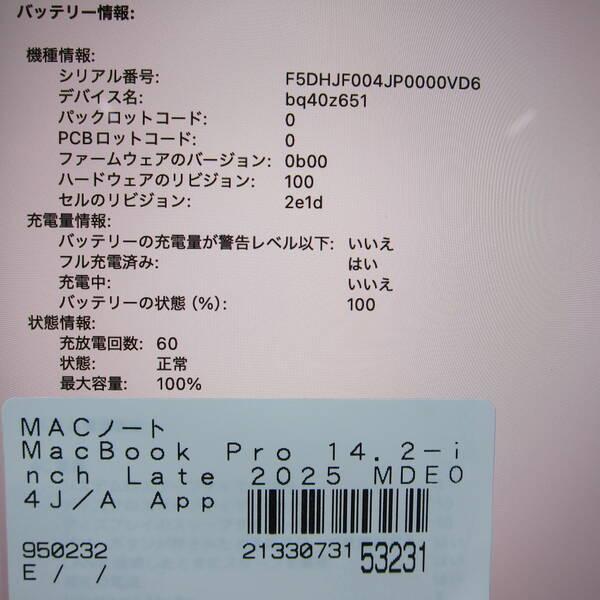 バッテリー情報:
機種情報:
シリアル番号: F5DHJF004JP0000VD6
デバイス名: bq40z651
パックロットコード: 0
PCBロットコード: 0
ファームウェアのバージョン: 0b00
ハードウェアのリビジョン: 100
セルのリビジョン: 2e1d
充電量情報:
バッテリーの充電量が警告レベル以下: いいえ
フル充電済み: はい
充電中: いいえ
バッテリーの状態 (%): 100
状態情報:
充放電回数: 60
状態: 正常
最大容量: 100%
MACノート
MacBook Pro 14.2-i
nch Late 2025 MDE0
4J/A App
950232 21330731 53231
E / /